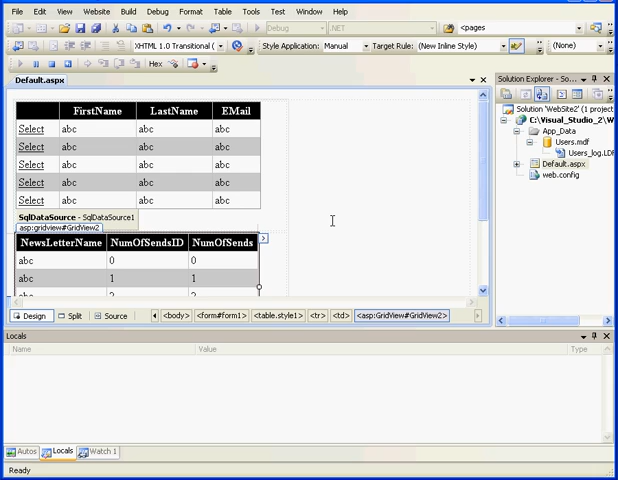 File Edit View Website Build Debug Format Table Tools Test Window Help
Debug .NET <pages
XHTML 1.0 Transitional ( Style Application: Manual Target Rule: (New Inline Style) (None)
Hex
Default.aspx
Solution Explorer - So...
FirstName LastName EMail
Select abc abc abc
Select abc abc abc
Select abc abc abc
Select abc abc abc
Select abc abc abc
SqlDataSource - SqlDataSource1
asp:gridview#GridView2
NewsLetterName NumOfSendsID NumOfSends
abc 0 0
abc 1 1
abc 2 2
Solution 'WebSite2' (1 project
C:\Visual_Studio_2\W
App_Data
Users.mdf
Users_log.LDF
Default.aspx
web.config
Design Split Source <body> <form#form1> <table.style1> <tr> <td> <asp:GridView#GridView2>
Locals
Name Value Type
Autos Locals Watch 1
Ready